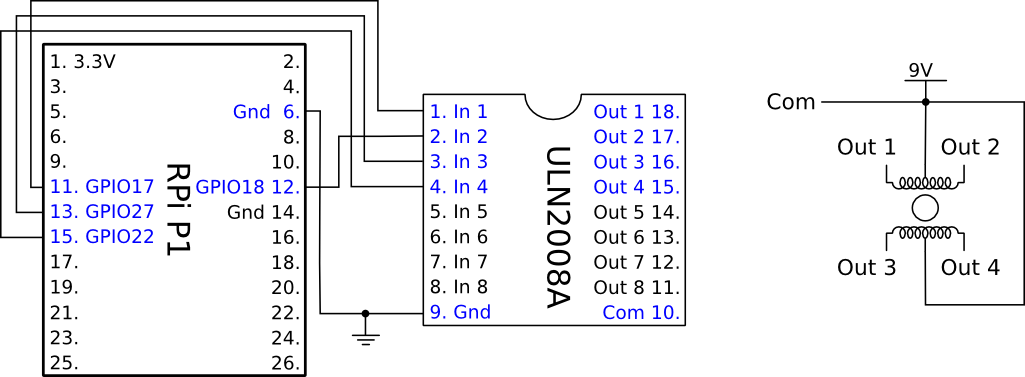 1. 3.3V
3.
5.
6.
9.
11. GPIO17
13. GPIO27
15. GPIO22
17.
19.
21.
23.
25.
RPi P1
2.
4.
Gnd 6.
8.
10.
GPIO18 12.
Gnd 14.
16.
18.
20.
22.
24.
26.
1. In 1
2. In 2
3. In 3
4. In 4
5. In 5
6. In 6
7. In 7
8. In 8
9. Gnd
ULN2008A
Out 1 18.
Out 2 17.
Out 3 16.
Out 4 15.
Out 5 14.
Out 6 13.
Out 7 12.
Out 8 11.
Com 10.
9V
Com
Out 1 Out 2
Out 3 Out 4